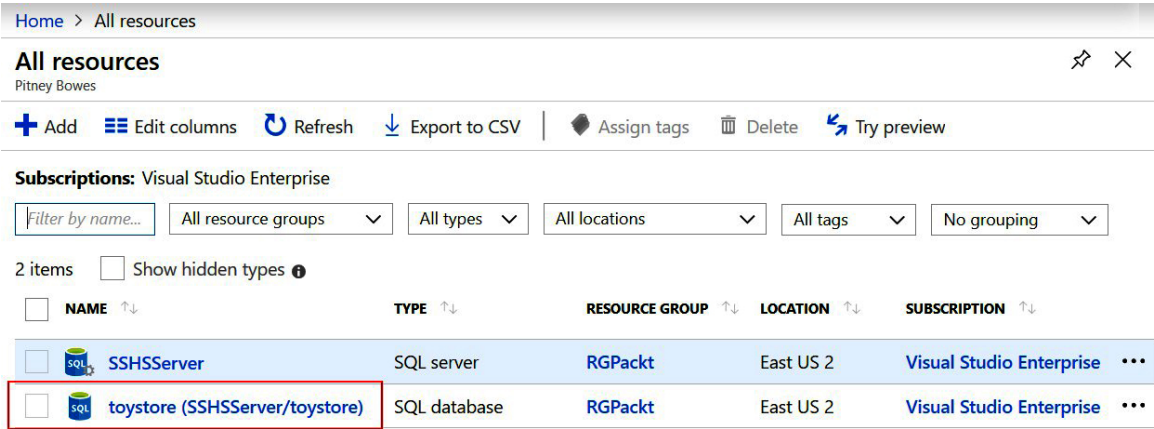 Home > All resources
All resources
Pitney Bowes
Add Edit columns Refresh Export to CSV Assign tags Delete Try preview
Subscriptions: Visual Studio Enterprise
Filter by name... All resource groups All types All locations All tags No grouping
2 items Show hidden types
NAME TYPE RESOURCE GROUP LOCATION SUBSCRIPTION
SQL SSHSServer SQL server RGPackt East US 2 Visual Studio Enterprise
SQL toystore (SSHSServer/toystore) SQL database RGPackt East US 2 Visual Studio Enterprise